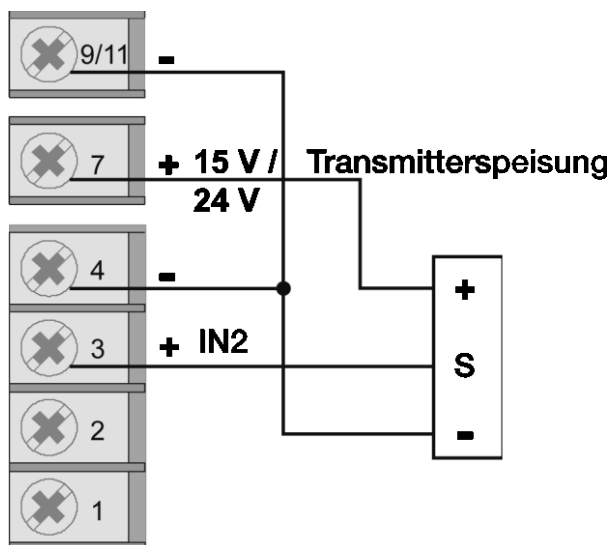 9/11 -
7 + 15 V / Transmitterspeisung
24 V
4 -
+
3 + IN2
S
2
-
1